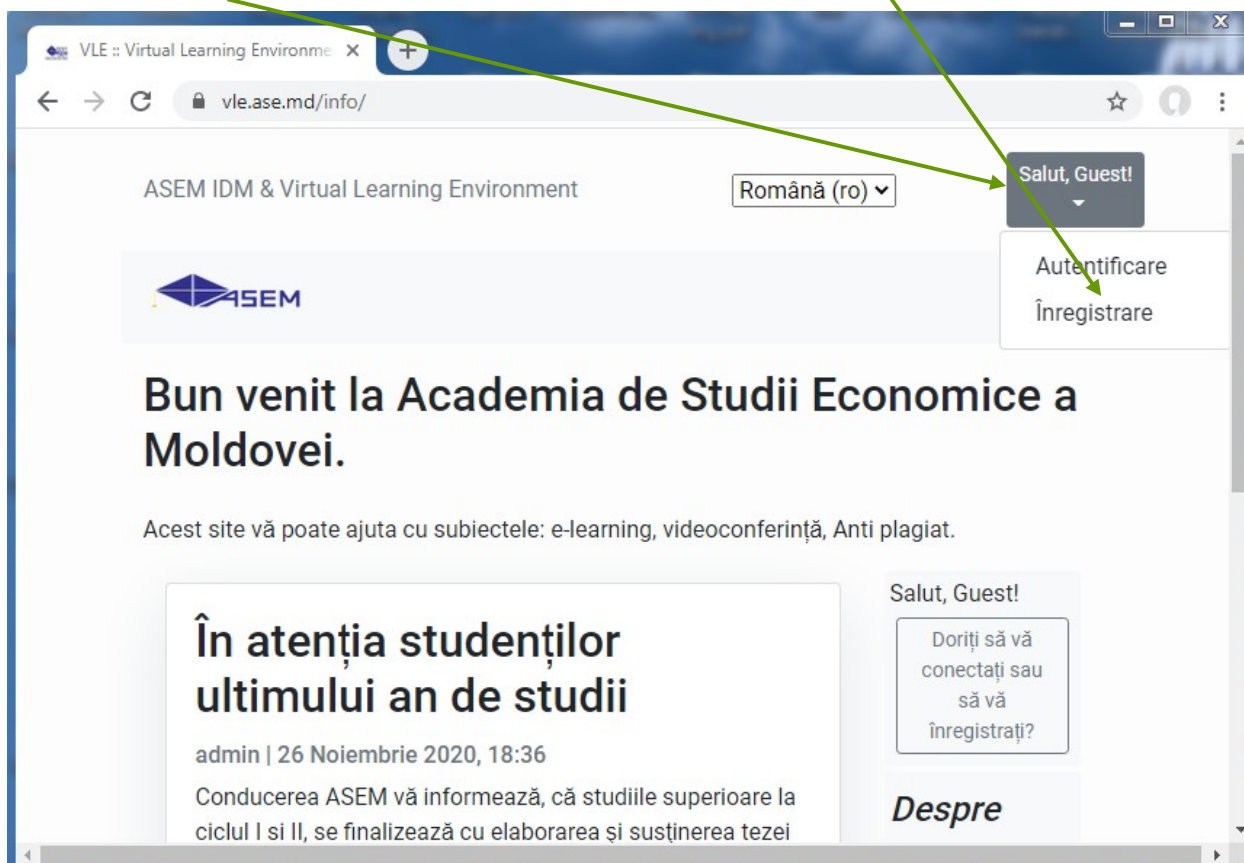 VLE :: Virtual Learning Environme
vle.ase.md/info/
ASEM IDM & Virtual Learning Environment
Română (ro)
Salut, Guest!
Autentificare
Înregistrare
ASEM
Bun venit la Academia de Studii Economice a
Moldovei.
Acest site vă poate ajuta cu subiectele: e-learning, videoconferință, Anti plagiat.
În atenția studenților
ultimului an de studii
admin | 26 Noiembrie 2020, 18:36
Conducerea ASEM vă informează, că studiile superioare la
ciclul I si II, se finalizează cu elaborarea și susținerea tezei
Salut, Guest!
Doriți să vă
conectați sau
să vă
înregistrați?
Despre